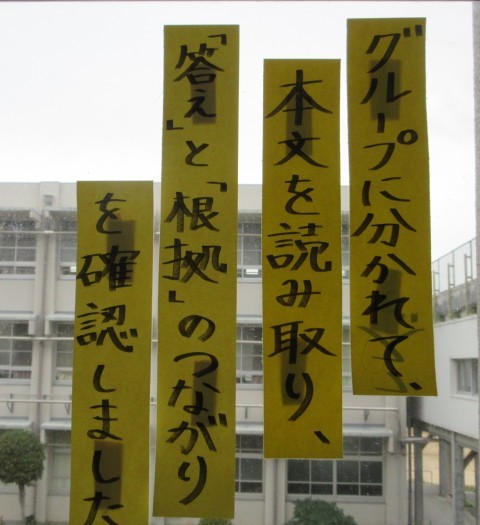 グループに分かれて、
本文を読み取り、
「答え」と「根拠」のつながり
を確認しました